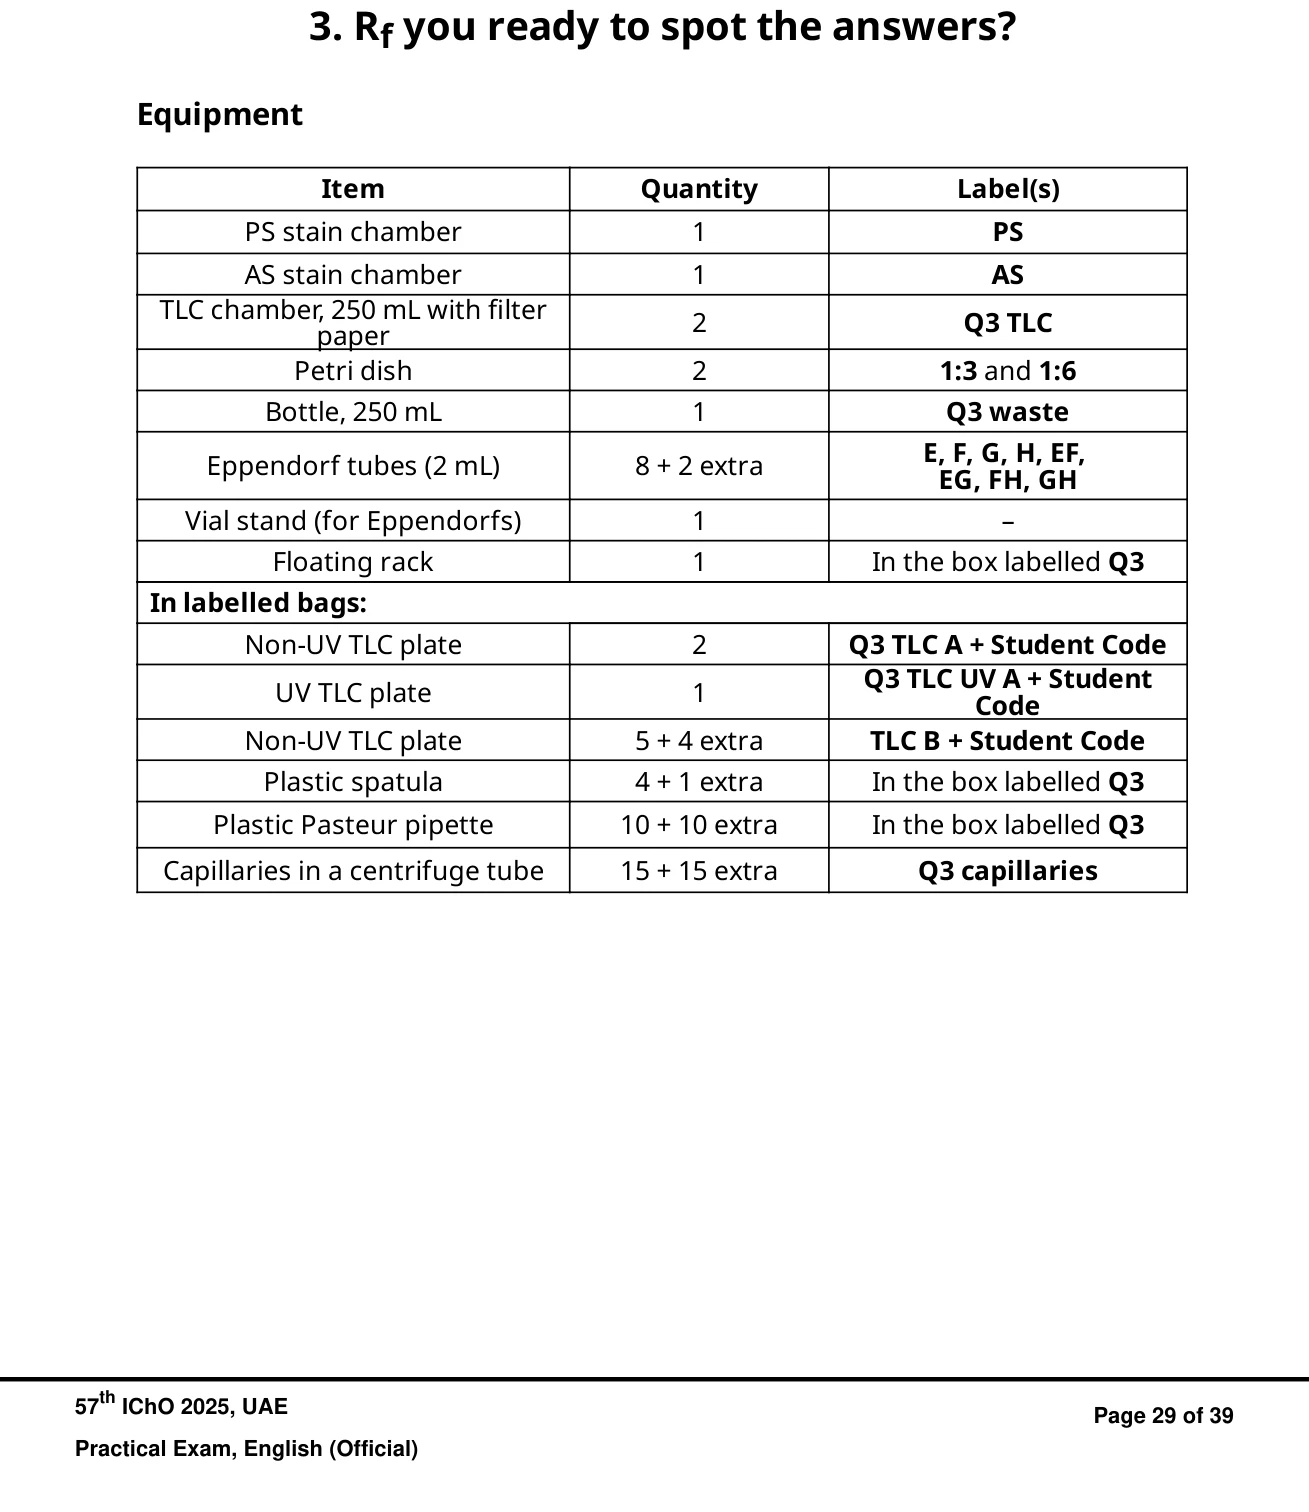 3. Rf you ready to spot the answers?
Equipment
Item Quantity Label(s)
PS stain chamber 1 PS
AS stain chamber 1 AS
TLC chamber, 250 mL with filter
paper 2 Q3 TLC
Petri dish 2 1:3 and 1:6
Bottle, 250 mL 1 Q3 waste
Eppendorf tubes (2 mL) 8 + 2 extra E, F, G, H, EF,
EG, FH, GH
Vial stand (for Eppendorfs) 1 –
Floating rack 1 In the box labelled Q3
In labelled bags:
Non-UV TLC plate 2 Q3 TLC A + Student Code
UV TLC plate 1 Q3 TLC UV A + Student
Code
Non-UV TLC plate 5 + 4 extra TLC B + Student Code
Plastic spatula 4 + 1 extra In the box labelled Q3
Plastic Pasteur pipette 10 + 10 extra In the box labelled Q3
Capillaries in a centrifuge tube 15 + 15 extra Q3 capillaries
57th IChO 2025, UAE
Page 29 of 39
Practical Exam, English (Official)